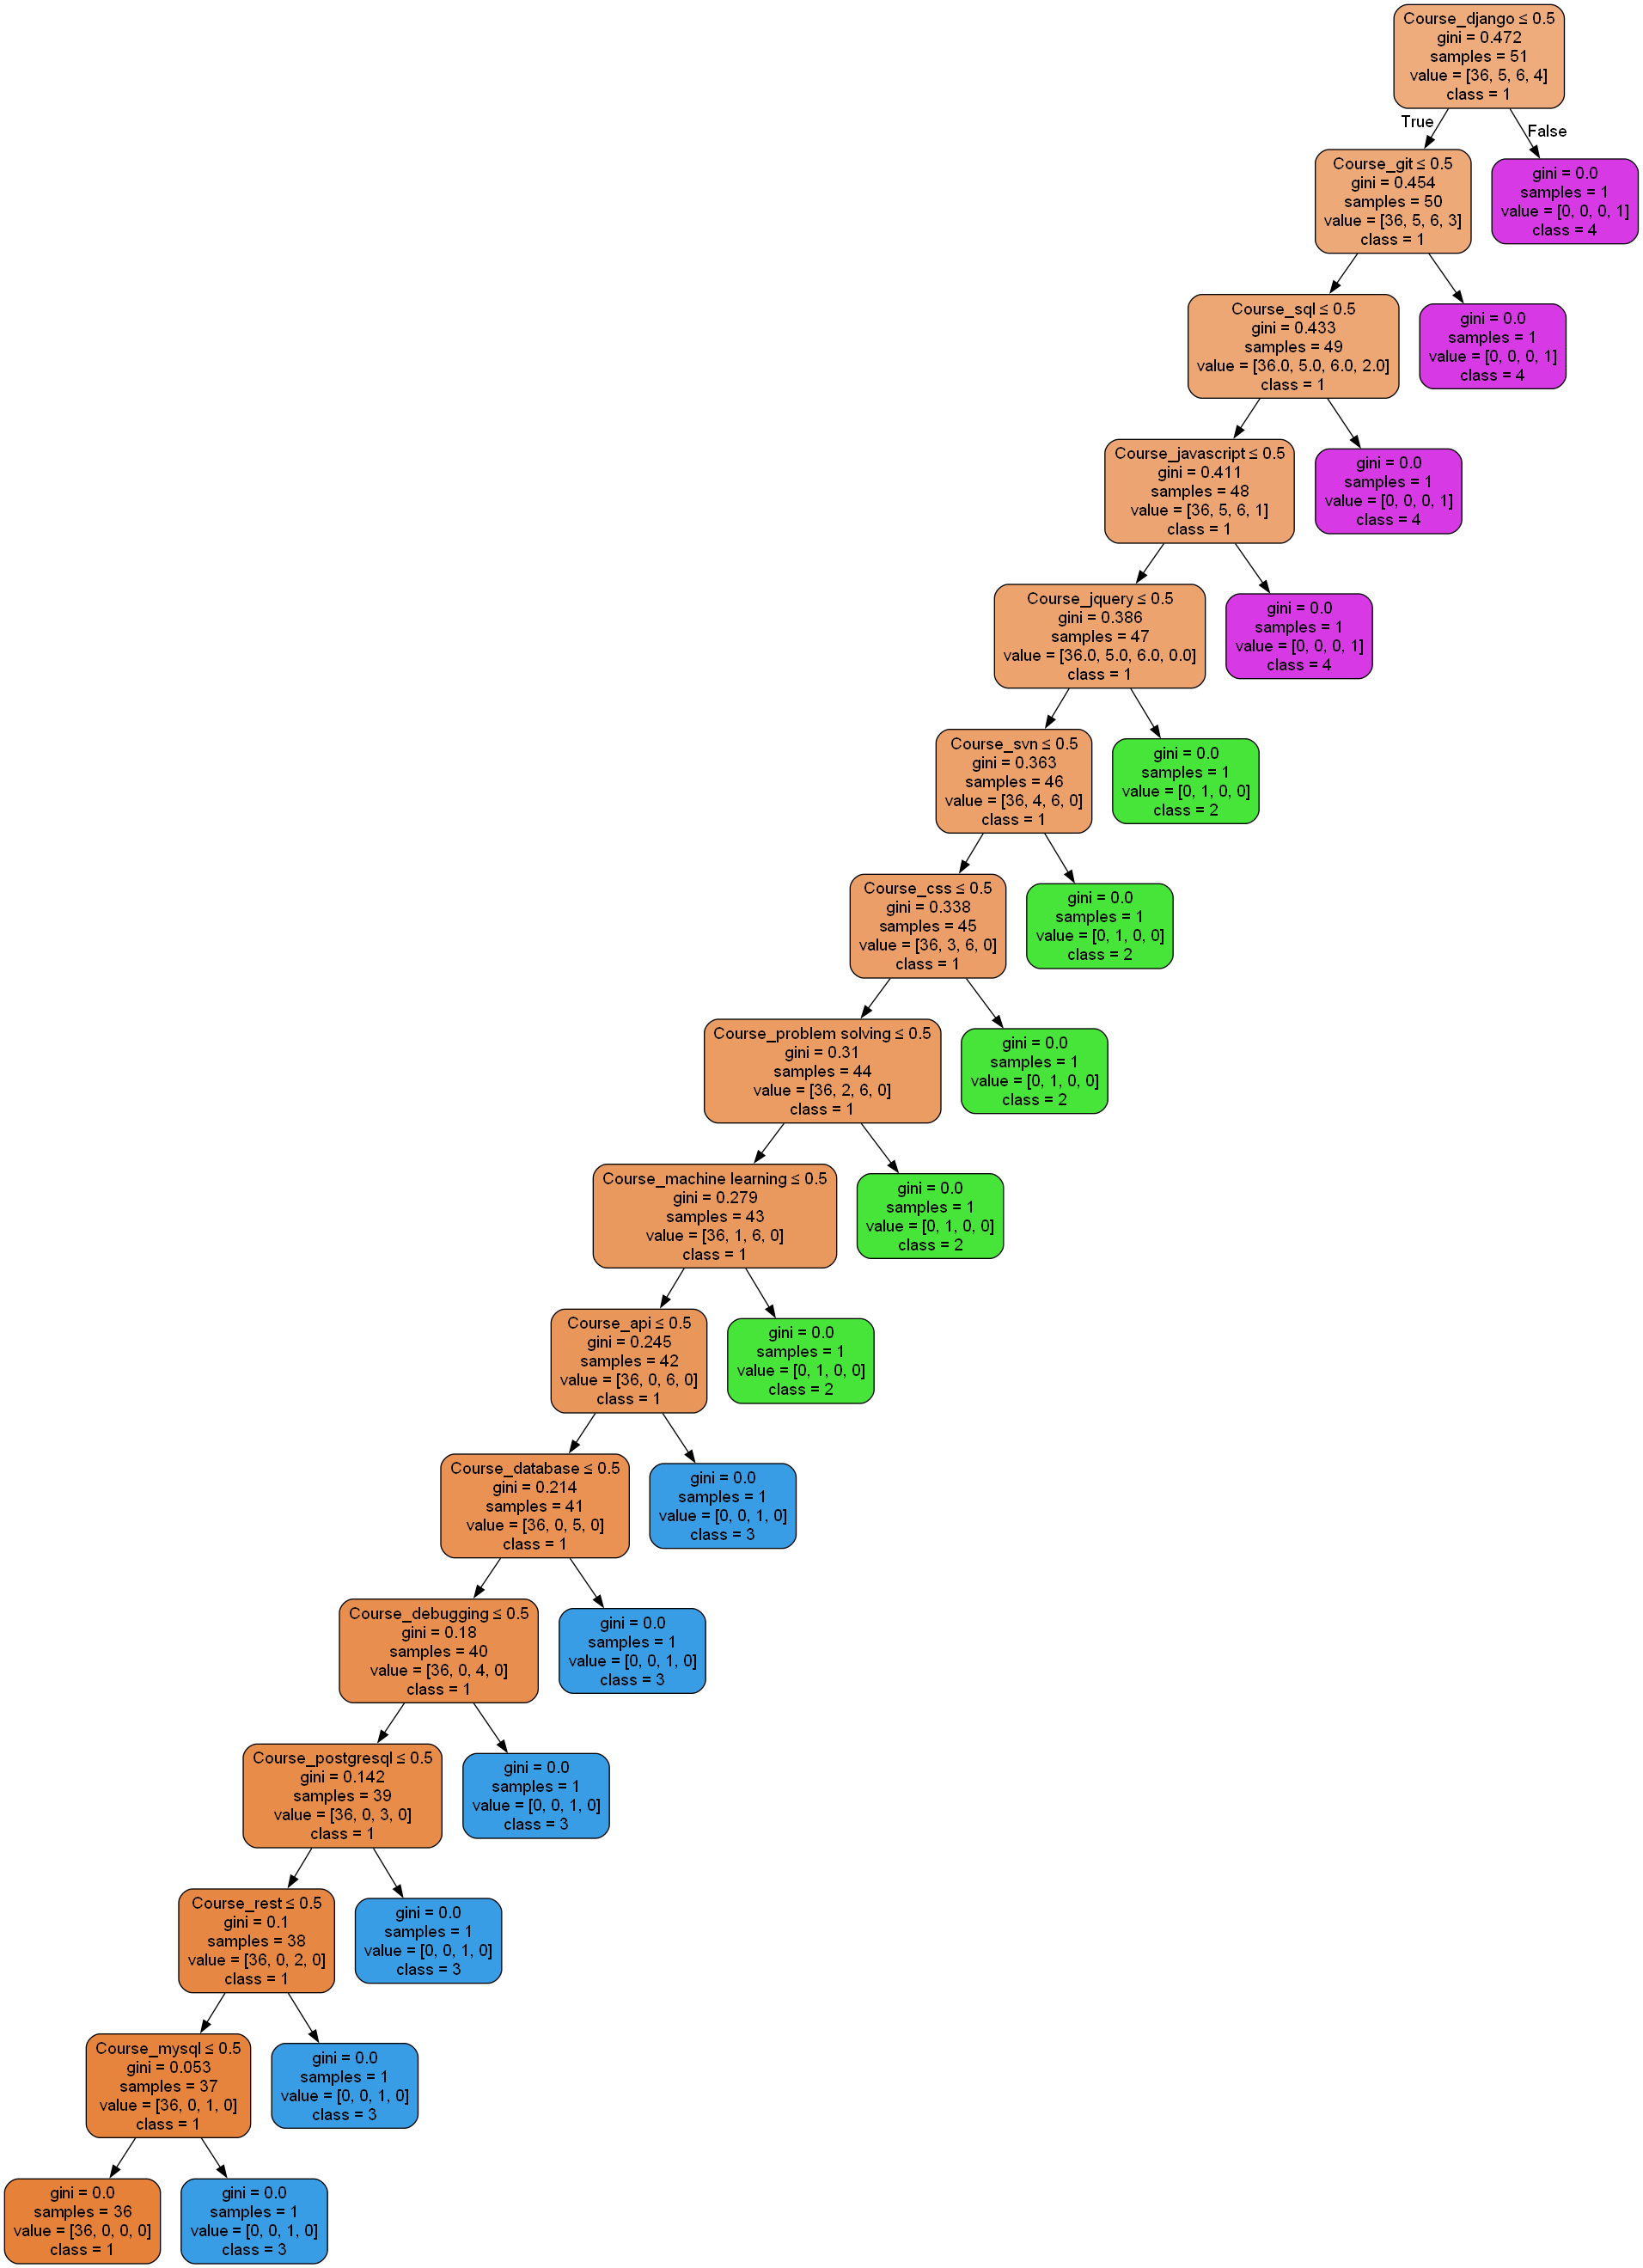 Course_django ≤ 0.5
gini = 0.472
samples = 51
value = [36, 5, 6, 4]
class = 1
True
False
Course_git ≤ 0.5
gini = 0.454
samples = 50
value = [36, 5, 6, 3]
class = 1
gini = 0.0
samples = 1
value = [0, 0, 0, 1]
class = 4
Course_sql ≤ 0.5
gini = 0.433
samples = 49
value = [36.0, 5.0, 6.0, 2.0]
class = 1
gini = 0.0
samples = 1
value = [0, 0, 0, 1]
class = 4
Course_javascript ≤ 0.5
gini = 0.411
samples = 48
value = [36, 5, 6, 1]
class = 1
gini = 0.0
samples = 1
value = [0, 0, 0, 1]
class = 4
Course_jquery ≤ 0.5
gini = 0.386
samples = 47
value = [36.0, 5.0, 6.0, 0.0]
class = 1
gini = 0.0
samples = 1
value = [0, 0, 0, 1]
class = 4
Course_svn ≤ 0.5
gini = 0.363
samples = 46
value = [36, 4, 6, 0]
class = 1
gini = 0.0
samples = 1
value = [0, 1, 0, 0]
class = 2
Course_css ≤ 0.5
gini = 0.338
samples = 45
value = [36, 3, 6, 0]
class = 1
gini = 0.0
samples = 1
value = [0, 1, 0, 0]
class = 2
Course_problem solving ≤ 0.5
gini = 0.31
samples = 44
value = [36, 2, 6, 0]
class = 1
gini = 0.0
samples = 1
value = [0, 1, 0, 0]
class = 2
Course_machine learning ≤ 0.5
gini = 0.279
samples = 43
value = [36, 1, 6, 0]
class = 1
gini = 0.0
samples = 1
value = [0, 1, 0, 0]
class = 2
Course_api ≤ 0.5
gini = 0.245
samples = 42
value = [36, 0, 6, 0]
class = 1
gini = 0.0
samples = 1
value = [0, 1, 0, 0]
class = 2
Course_database ≤ 0.5
gini = 0.214
samples = 41
value = [36, 0, 5, 0]
class = 1
gini = 0.0
samples = 1
value = [0, 0, 1, 0]
class = 3
Course_debugging ≤ 0.5
gini = 0.18
samples = 40
value = [36, 0, 4, 0]
class = 1
gini = 0.0
samples = 1
value = [0, 0, 1, 0]
class = 3
Course_postgresql ≤ 0.5
gini = 0.142
samples = 39
value = [36, 0, 3, 0]
class = 1
gini = 0.0
samples = 1
value = [0, 0, 1, 0]
class = 3
Course_rest ≤ 0.5
gini = 0.1
samples = 38
value = [36, 0, 2, 0]
class = 1
gini = 0.0
samples = 1
value = [0, 0, 1, 0]
class = 3
Course_mysql ≤ 0.5
gini = 0.053
samples = 37
value = [36, 0, 1, 0]
class = 1
gini = 0.0
samples = 1
value = [0, 0, 1, 0]
class = 3
gini = 0.0
samples = 36
value = [36, 0, 0, 0]
class = 1
gini = 0.0
samples = 1
value = [0, 0, 1, 0]
class = 3